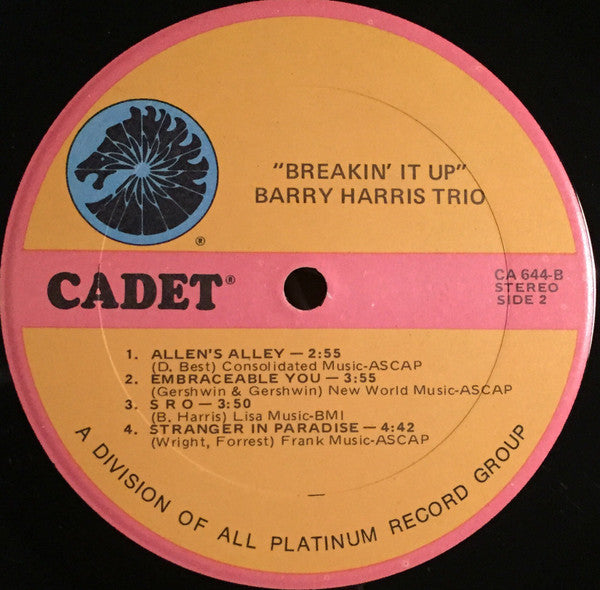 "BREAKIN' IT UP"
BARRY HARRIS TRIO
®
CADET®
CA 644-B
STEREO
SIDE 2
1. ALLEN'S ALLEY — 2:55
(D. Best) Consolidated Music-ASCAP
2. EMBRACEABLE YOU — 3:55
(Gershwin & Gershwin) New World Music-ASCAP
3. S R O — 3:50
(B. Harris) Lisa Music-BMI
4. STRANGER IN PARADISE — 4:42
(Wright, Forrest) Frank Music-ASCAP
A DIVISION OF ALL PLATINUM RECORD GROUP